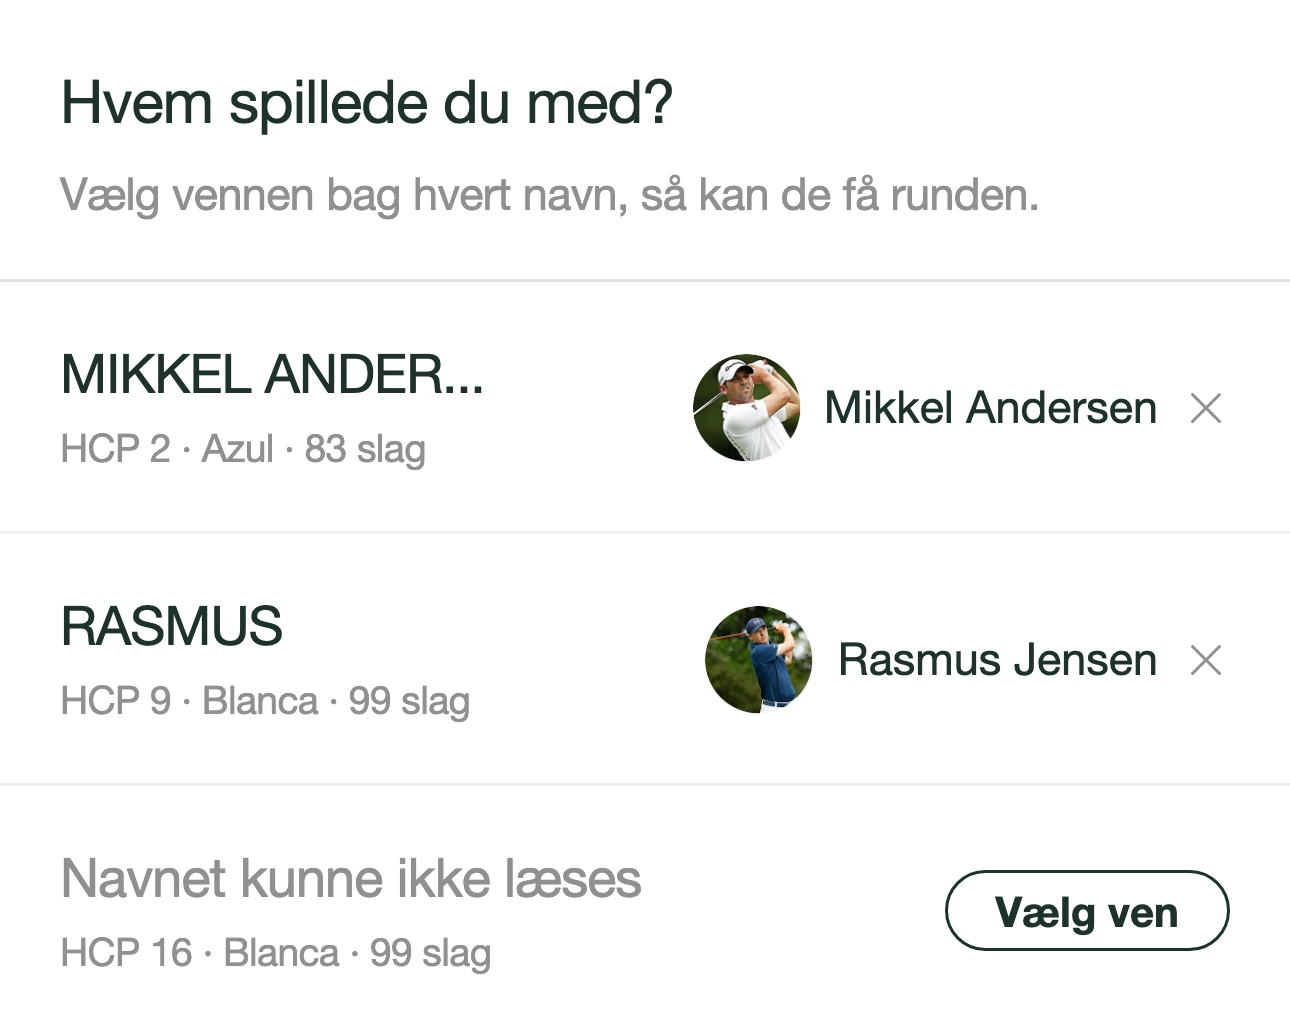 Hvem spillede du med?
Vælg vennen bag hvert navn, så kan de få runden.
MIKKEL ANDER...
HCP 2 · Azul · 83 slag
Mikkel Andersen
RASMUS
HCP 9 · Blanca · 99 slag
Rasmus Jensen
Navnet kunne ikke læses
HCP 16 · Blanca · 99 slag
Vælg ven